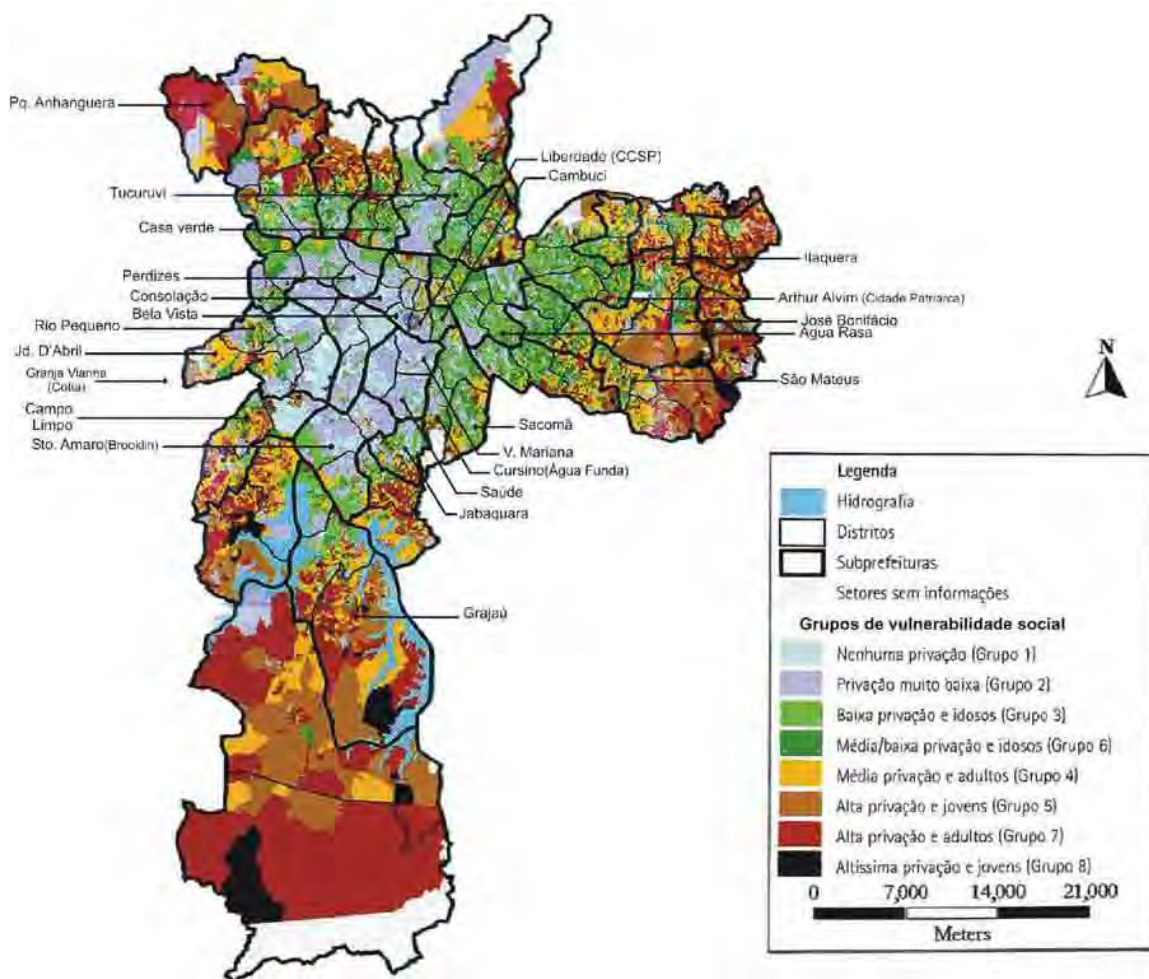 Pq. Anhanguera
Liberdade (CCSP)
Cambuci
Tucuruvi
Casa verde
Perdizes
Consolação
Bela Vista
Rio Pequeno
Jd. D'Abril
Granja Vianna
(Cotia)
Campo
Limpo
Sto. Amaro(Brooklin)
Itaquera
Arthur Alvim (Cidade Patriarca)
José Bonifácio
Água Rasa
São Mateus
Sacomã
V. Mariana
Cursino(Água Funda)
Saúde
Jabaquara
Grajaú
N
Legenda
Hidrografia
Distritos
Subprefeituras
Setores sem informações
Grupos de vulnerabilidade social
Nenhuma privação (Grupo 1)
Privação muito baixa (Grupo 2)
Baixa privação e idosos (Grupo 3)
Média/baixa privação e idosos (Grupo 6)
Média privação e adultos (Grupo 4)
Alta privação e jovens (Grupo 5)
Alta privação e adultos (Grupo 7)
Altíssima privação e jovens (Grupo 8)
0 7,000 14,000 21,000
Meters